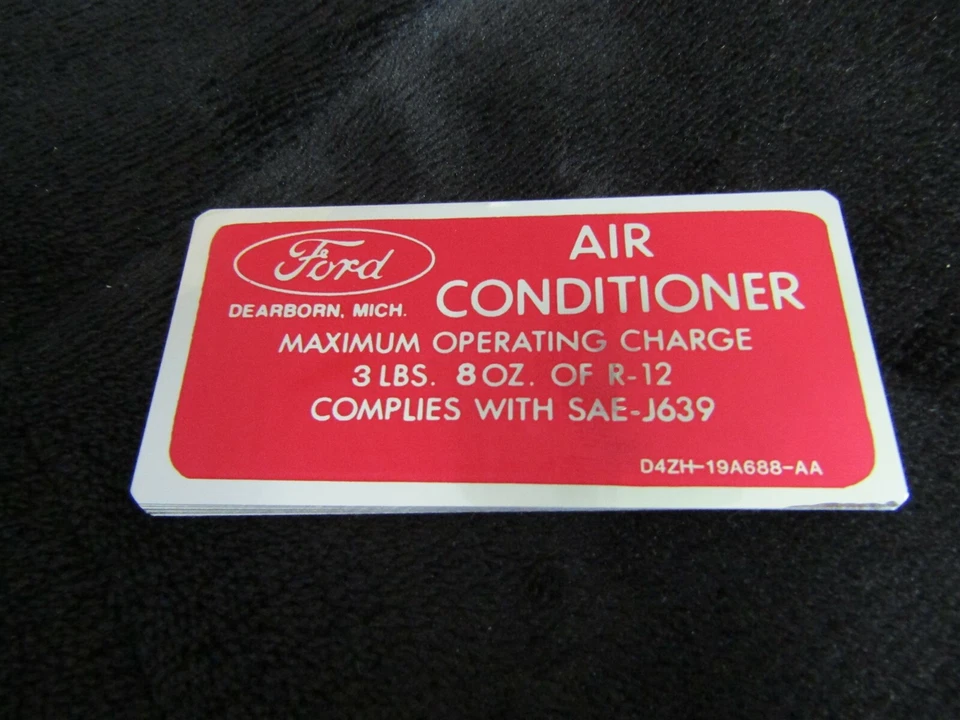 Ford
DEARBORN, MICH.
AIR
CONDITIONER
MAXIMUM OPERATING CHARGE
3 LBS. 8 OZ. OF R-12
COMPLIES WITH SAE-J639
D4ZH-19A688-AA